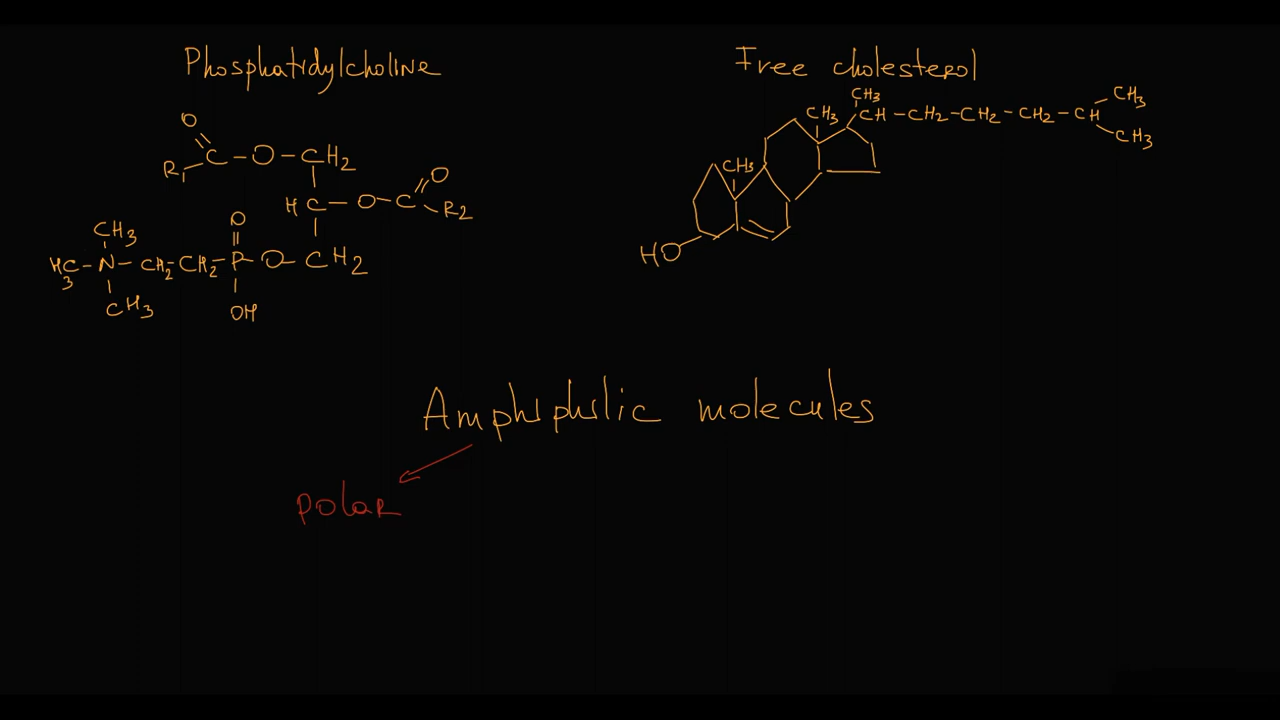 Phosphatidylcholine
O
R1 C – O – CH2
HC – O – C O R2
CH3 O
H3C – N – CH2 – CH2 P – O – CH2
CH3 OH
Free cholesterol
CH3
CH3 CH – CH2 – CH2 – CH2 – CH CH3
CH3
CH3
HO
Amphiphilic molecules
polar